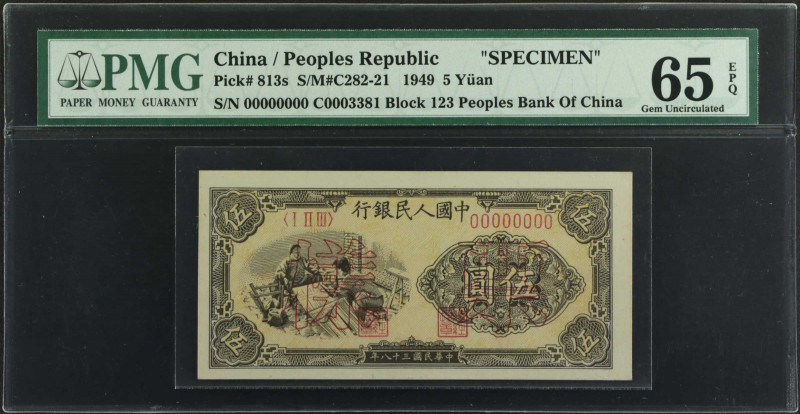 PMG
PAPER MONEY GUARANTY
China / Peoples Republic "SPECIMEN"
Pick# 813s S/M#C282-21 1949 5 Yüan
S/N 00000000 C0003381 Block 123 Peoples Bank Of China
65
EPQ
Gem Uncirculated
行銀民人國中
〈I II III〉
00000000
伍
伍
圓伍
伍
伍
年八十三國民華中